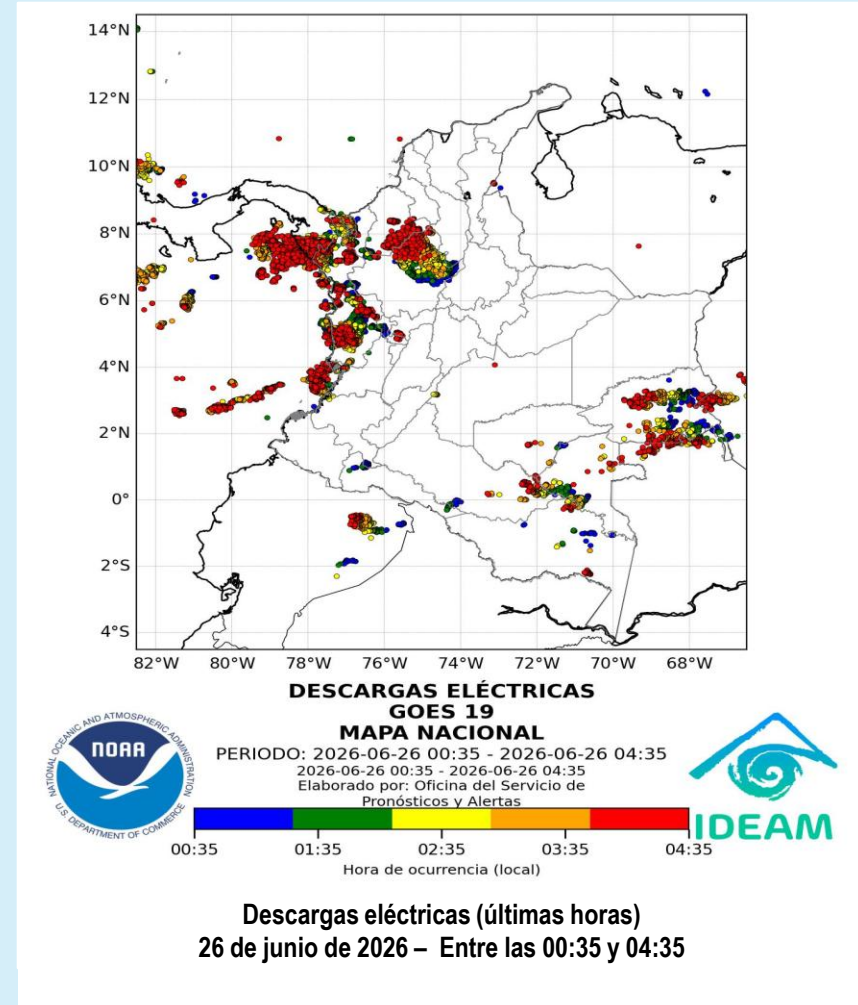 14°N
12°N
10°N
8°N
6°N
4°N
2°N
0°
2°S
4°S
82°W 80°W 78°W 76°W 74°W 72°W 70°W 68°W
DESCARGAS ELÉCTRICAS
GOES 19
MAPA NACIONAL
PERIODO: 2026-06-26 00:35 - 2026-06-26 04:35
2026-06-26 00:35 - 2026-06-26 04:35
Elaborado por: Oficina del Servicio de
Pronósticos y Alertas
NATIONAL OCEANIC AND ATMOSPHERIC ADMINISTRATION
NOAA
U.S. DEPARTMENT OF COMMERCE
IDEAM
00:35 01:35 02:35 03:35 04:35
Hora de ocurrencia (local)
Descargas eléctricas (últimas horas)
26 de junio de 2026 – Entre las 00:35 y 04:35